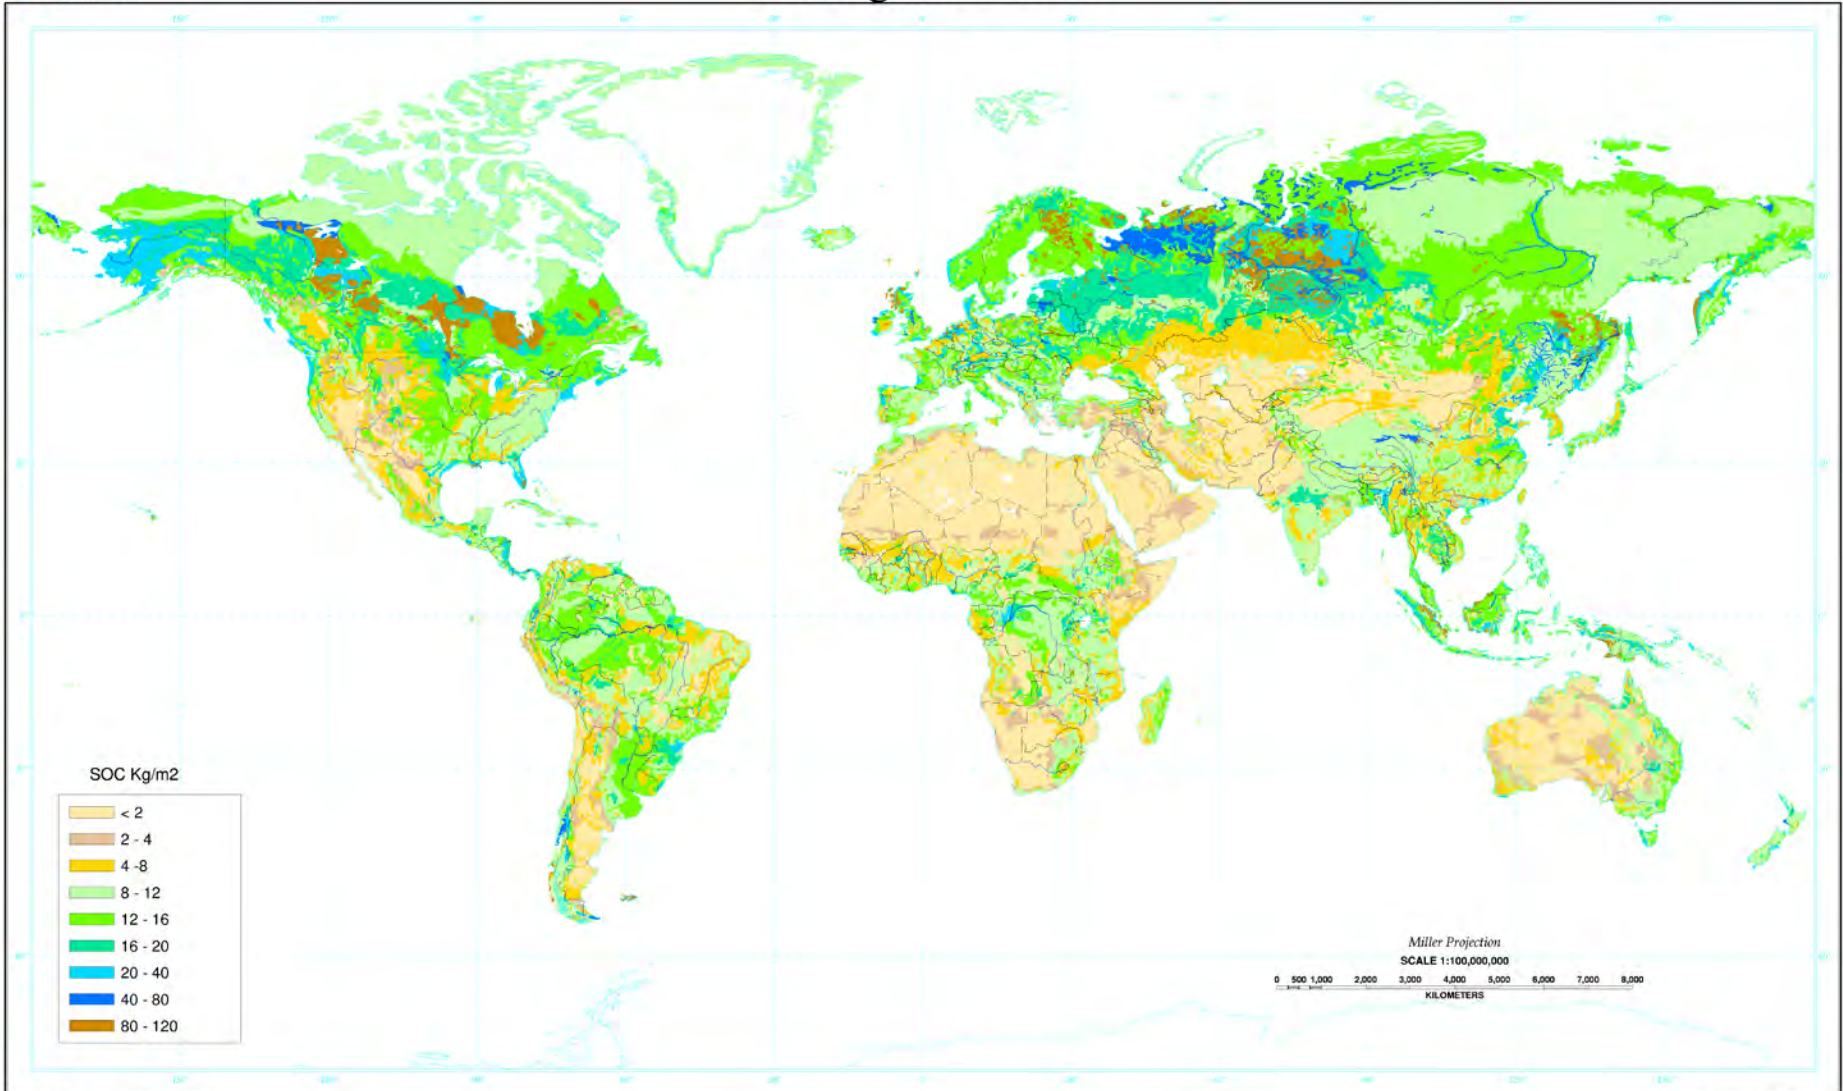 SOC Kg/m2
< 2
2 - 4
4 -8
8 - 12
12 - 16
16 - 20
20 - 40
40 - 80
80 - 120
Miller Projection
SCALE 1:100,000,000
0 500 1,000 2,000 3,000 4,000 5,000 6,000 7,000 8,000
KILOMETERS